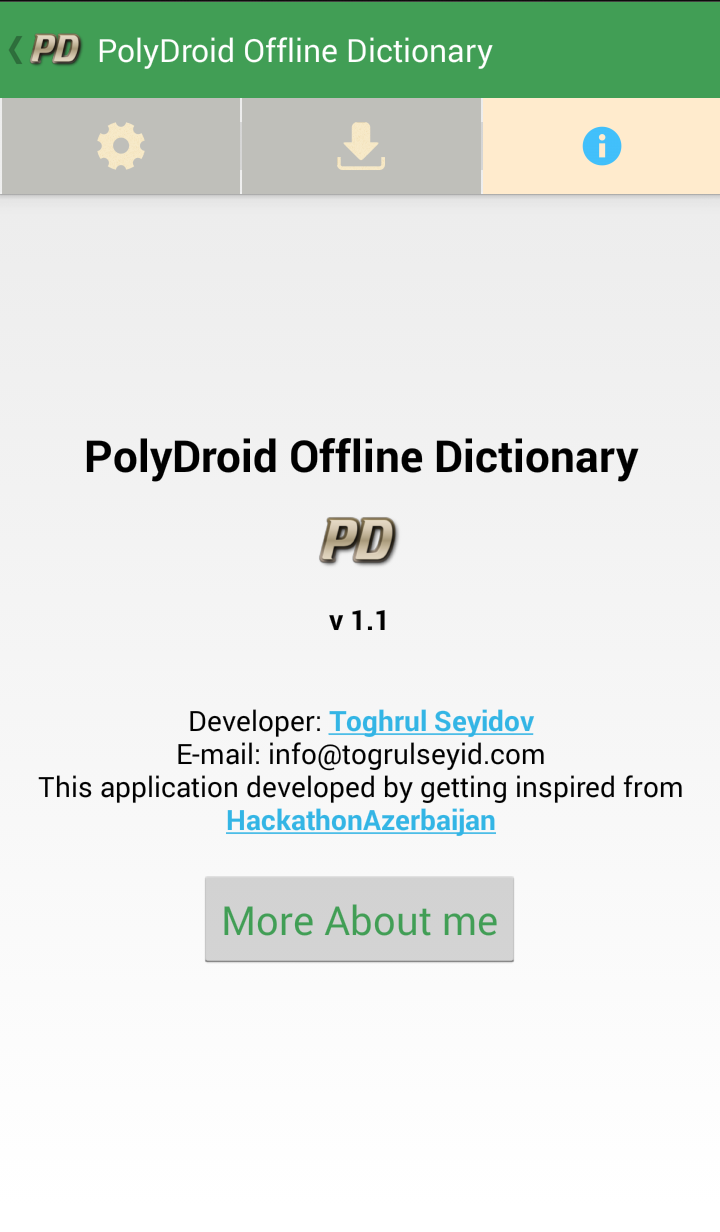 PD PolyDroid Offline Dictionary
PolyDroid Offline Dictionary
PD
v 1.1
Developer: Toghrul Seyidov
E-mail: info@togrulseyid.com
This application developed by getting inspired from
HackathonAzerbaijan
More About me